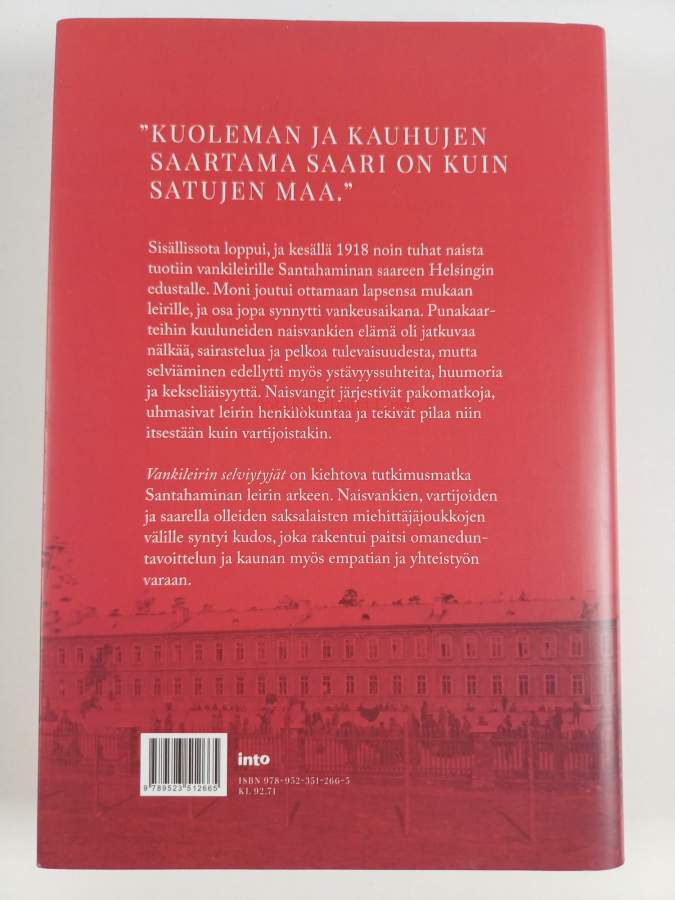 ”KUOLEMAN JA KAUHUJEN
SAARTAMA SAARI ON KUIN
SATUJEN MAA.”
Sisällissota loppui, ja kesällä 1918 noin tuhat naista
tuotiin vankileirille Santahaminan saareen Helsingin
edustalle. Moni joutui ottamaan lapsensa mukaan
leirille, ja osa jopa synnytti vankeusaikana. Punakaar-
teihin kuuluneiden naisvankien elämä oli jatkuvaa
nälkää, sairastelua ja pelkoa tulevaisuudesta, mutta
selviäminen edellytti myös ystävyyssuhteita, huumoria
ja kekseliäisyyttä. Naisvangit järjestivät pakomatkoja,
uhmasivat leirin henkilökuntaa ja tekivät pilaa niin
itsestään kuin vartijoistakin.
Vankileirin selviytyjät on kiehtova tutkimusmatka
Santahaminan leirin arkeen. Naisvankien, vartijoiden
ja saarella olleiden saksalaisten miehittäjäjoukkojen
välille syntyi kudos, joka rakentui paitsi omanedun-
tavoittelun ja kaunan myös empatian ja yhteistyön
varaan.
into
ISBN 978-952-351-266-5
KL 92.71
9 789523 512665